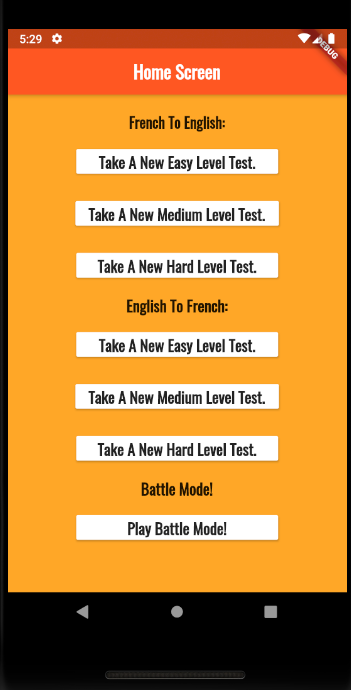 5:29
DEBUG
Home Screen
French To English:
Take A New Easy Level Test.
Take A New Medium Level Test.
Take A New Hard Level Test.
English To French:
Take A New Easy Level Test.
Take A New Medium Level Test.
Take A New Hard Level Test.
Battle Mode!
Play Battle Mode!